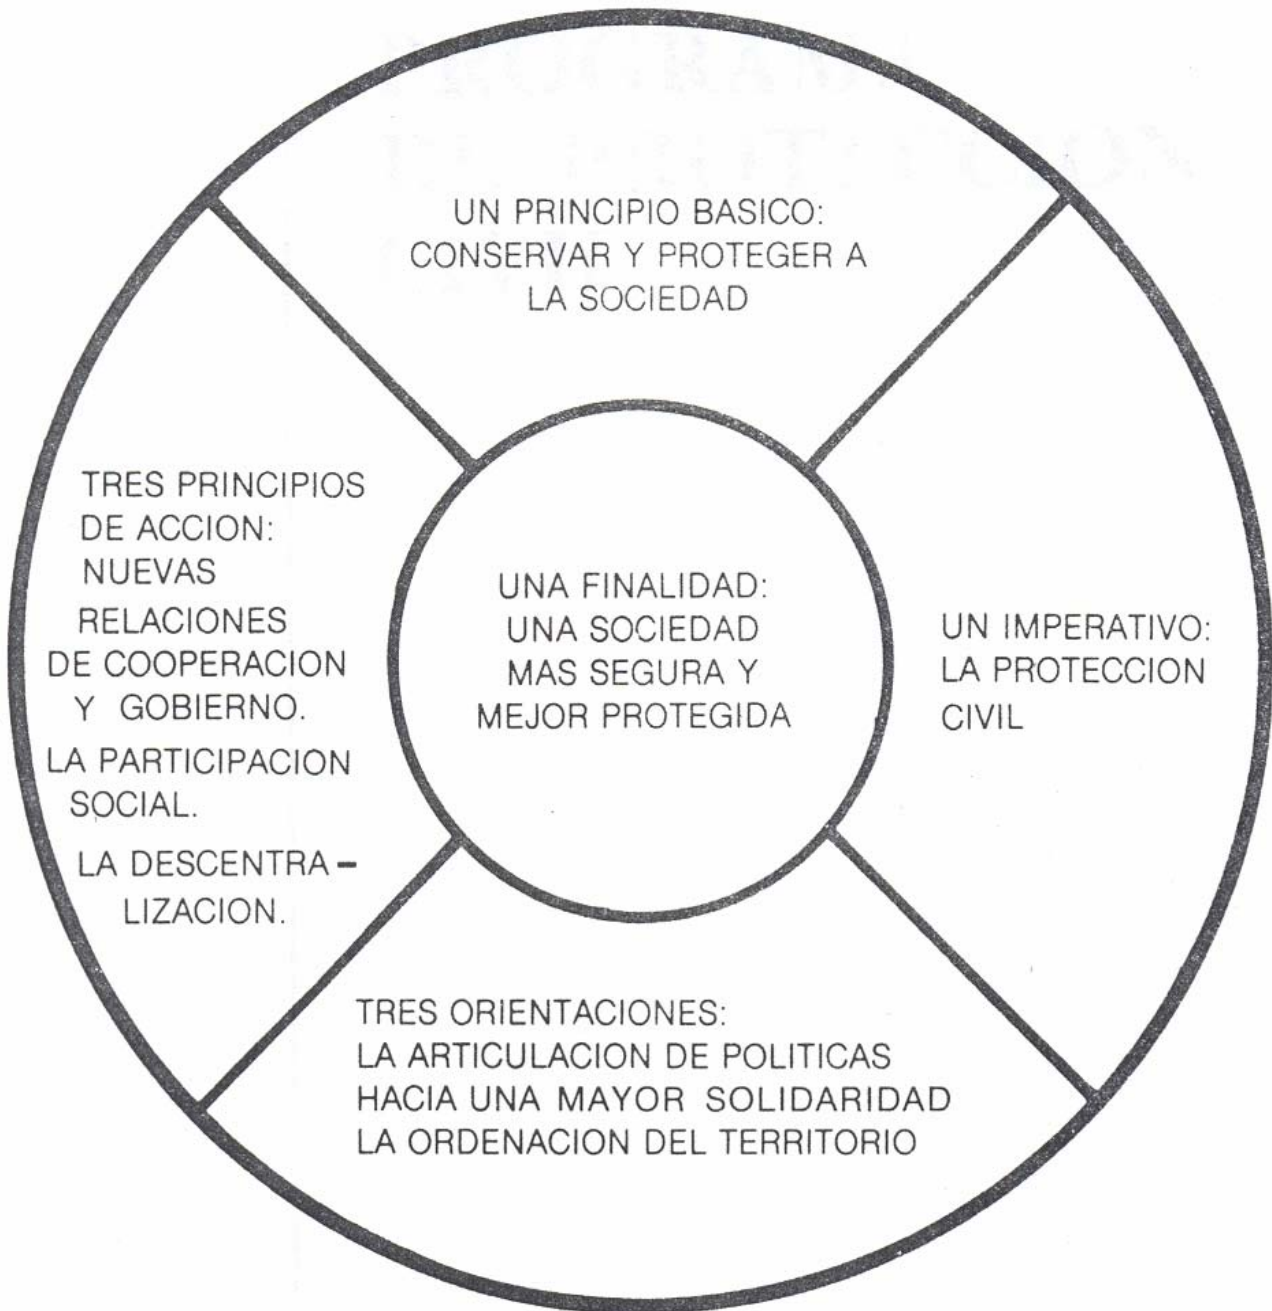 UN PRINCIPIO BASICO:
CONSERVAR Y PROTEGER A
LA SOCIEDAD
TRES PRINCIPIOS
DE ACCION:
NUEVAS
RELACIONES
DE COOPERACION
Y GOBIERNO.
LA PARTICIPACION
SOCIAL.
LA DESCENTRA-
LIZACION.
UNA FINALIDAD:
UNA SOCIEDAD
MAS SEGURA Y
MEJOR PROTEGIDA
UN IMPERATIVO:
LA PROTECCION
CIVIL
TRES ORIENTACIONES:
LA ARTICULACION DE POLITICAS
HACIA UNA MAYOR SOLIDARIDAD
LA ORDENACION DEL TERRITORIO